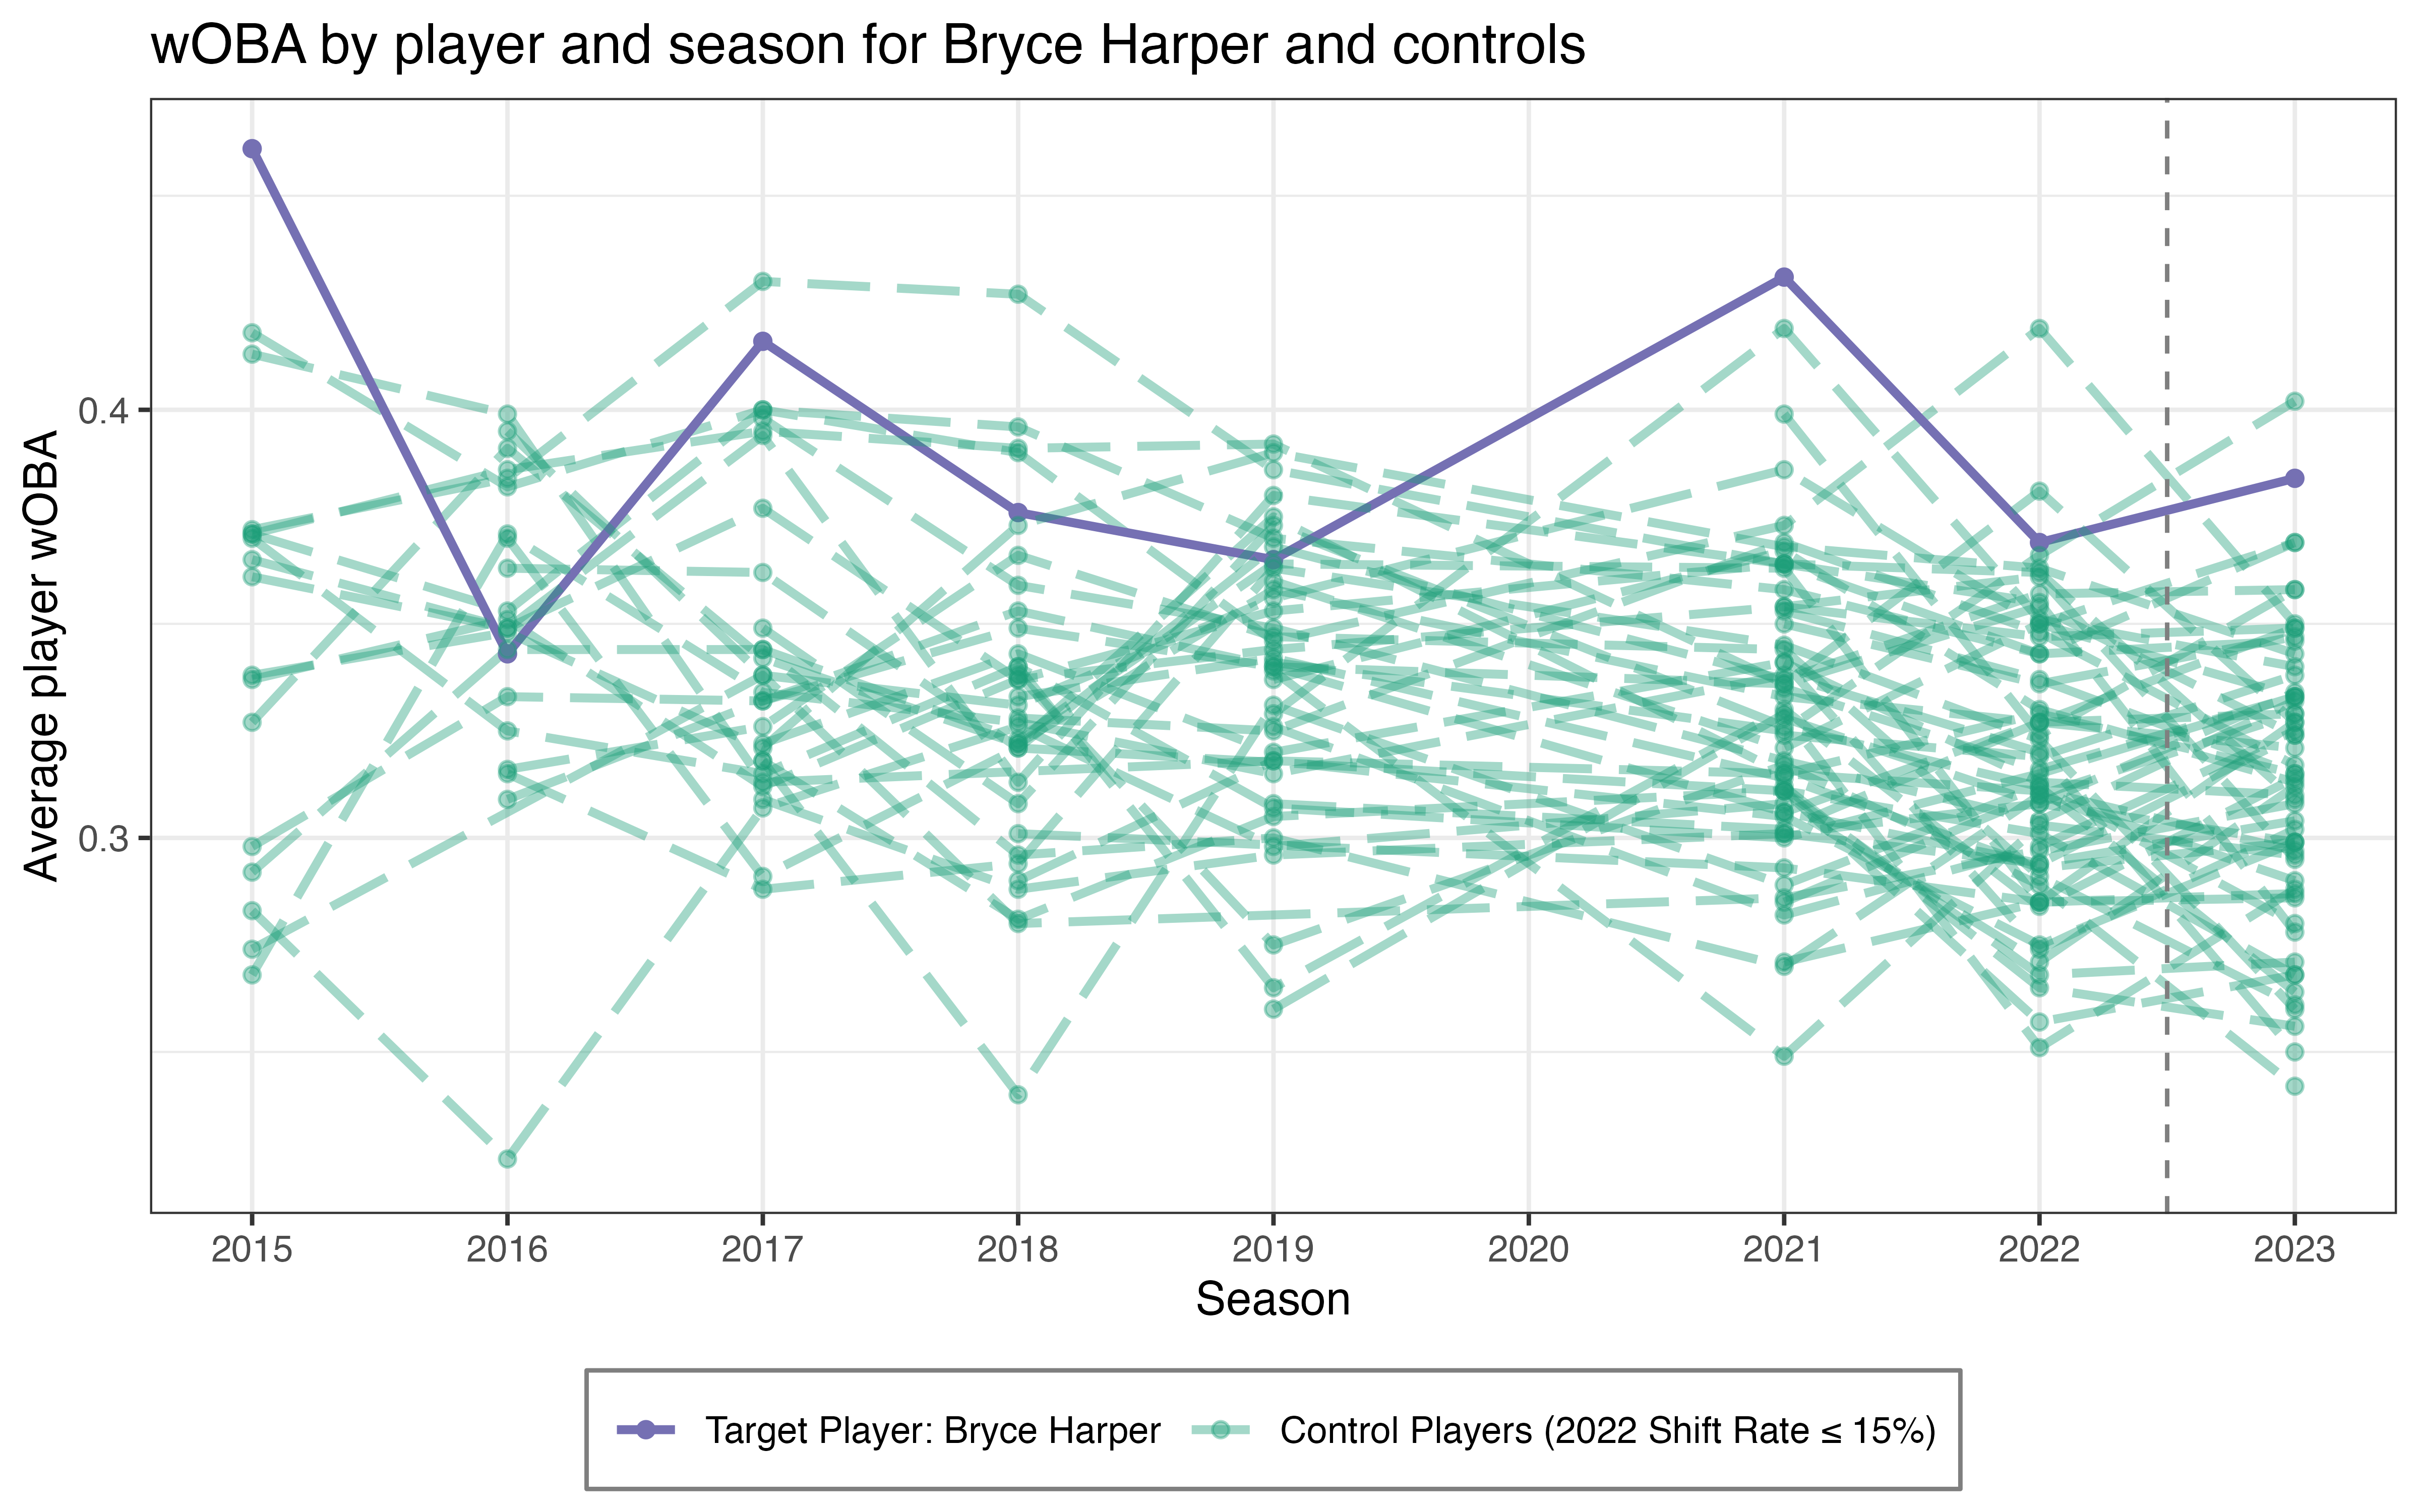 wOBA by player and season for Bryce Harper and controls
Average player wOBA
0.4
0.3
2015 2016 2017 2018 2019 2020 2021 2022 2023
Season
Target Player: Bryce Harper Control Players (2022 Shift Rate ≤ 15%)